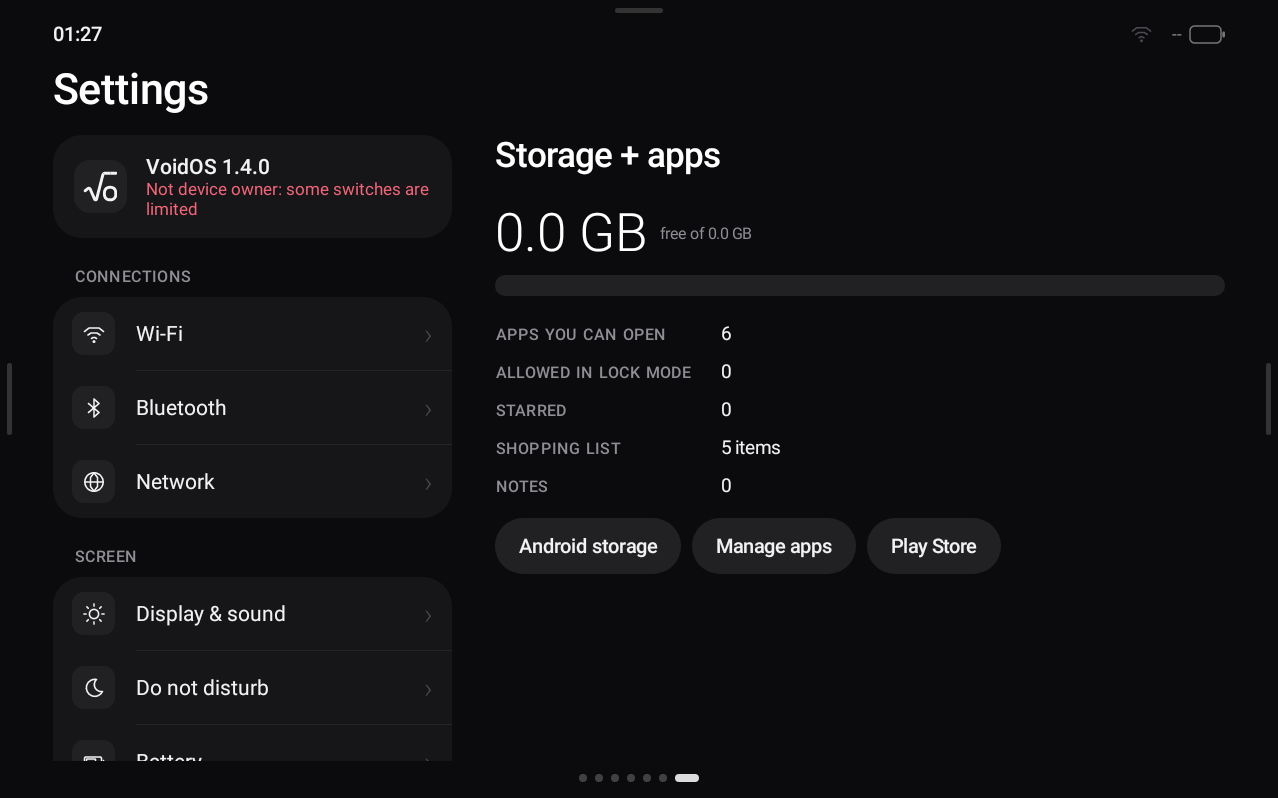 01:27
--
Settings
VoidOS 1.4.0
Not device owner: some switches are
limited
CONNECTIONS
Wi-Fi
Bluetooth
Network
SCREEN
Display & sound
Do not disturb
Battery
Storage + apps
0.0 GB free of 0.0 GB
APPS YOU CAN OPEN 6
ALLOWED IN LOCK MODE 0
STARRED 0
SHOPPING LIST 5 items
NOTES 0
Android storage Manage apps Play Store